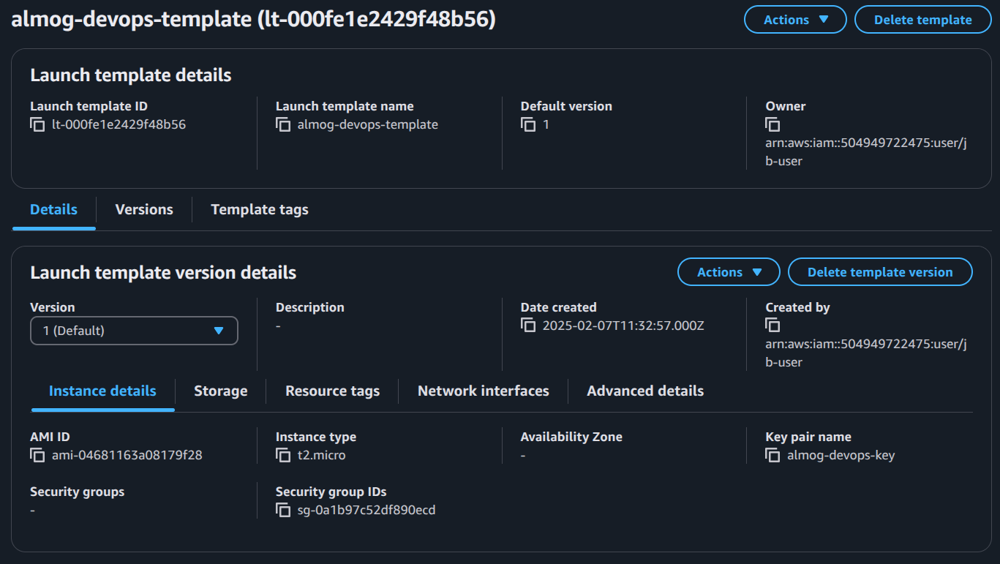 almog-devops-template (lt-000fe1e2429f48b56)
Actions
Delete template
Launch template details
Launch template ID
lt-000fe1e2429f48b56
Launch template name
almog-devops-template
Default version
1
Owner
arn:aws:iam::504949722475:user/j
b-user
Details
Versions
Template tags
Launch template version details
Actions
Delete template version
Version
1 (Default)
Description
-
Date created
2025-02-07T11:32:57.000Z
Created by
arn:aws:iam::504949722475:user/j
b-user
Instance details
Storage
Resource tags
Network interfaces
Advanced details
AMI ID
ami-04681163a08179f28
Instance type
t2.micro
Availability Zone
-
Key pair name
almog-devops-key
Security groups
-
Security group IDs
sg-0a1b97c52df890ecd